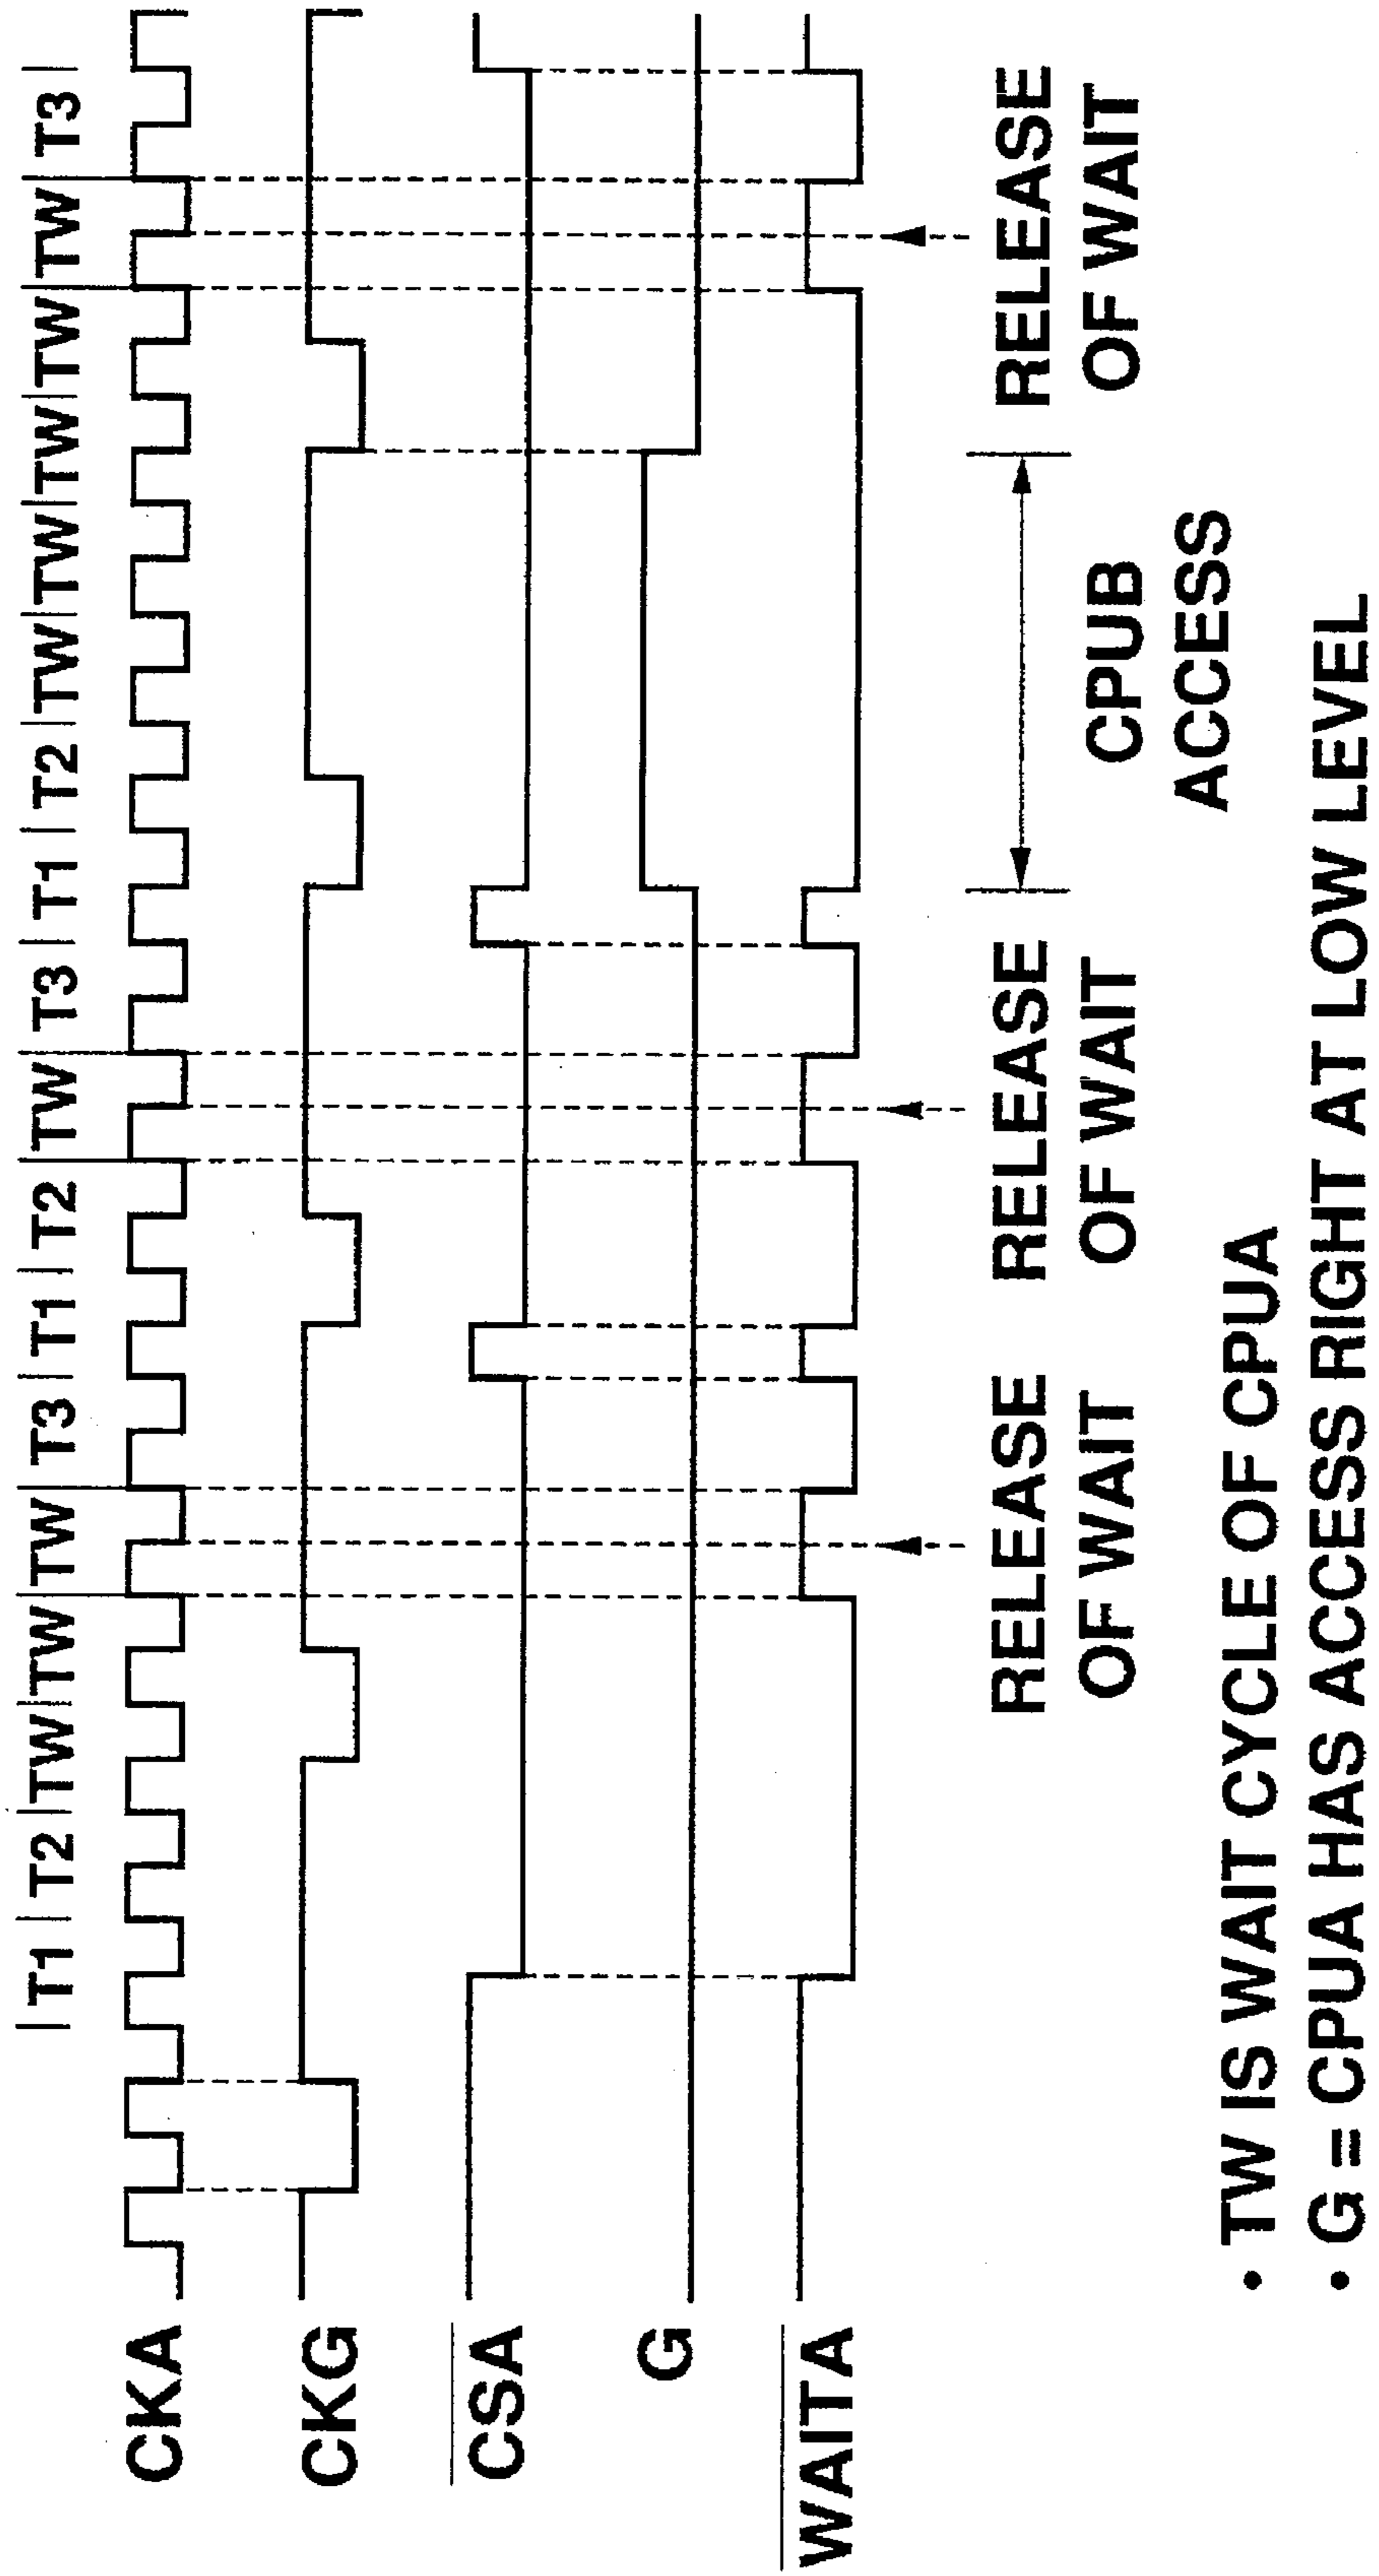 T1 T2 TW TW TW T3 T1 T2 TW T3 T1 T2 TW TW TW TW TW T3
CKA
CKG
CSA
G
WAITA
RELEASE OF WAIT
RELEASE OF WAIT
CPUB ACCESS
RELEASE OF WAIT
• TW IS WAIT CYCLE OF CPUA
• G = CPUA HAS ACCESS RIGHT AT LOW LEVEL